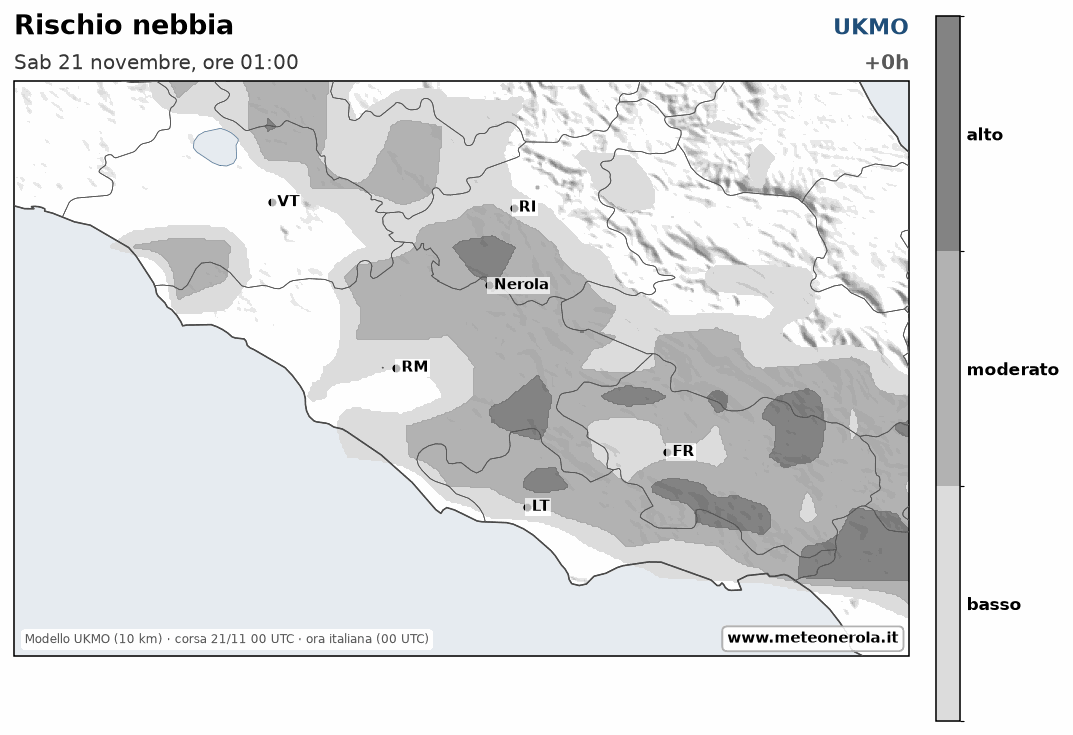 Rischio nebbia
UKMO
Sab 21 novembre, ore 01:00
+0h
alto
VT
RI
Nerola
RM
moderato
FR
LT
basso
Modello UKMO (10 km) · corsa 21/11 00 UTC · ora italiana (00 UTC)
www.meteonerola.it